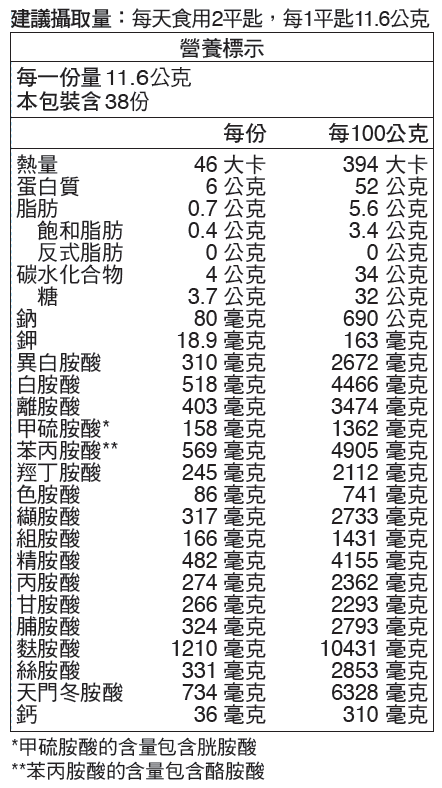 建議攝取量：每天食用2平匙，每1平匙11.6公克
營養標示
每一份量 11.6公克
本包裝含 38份
每份 每100公克
熱量 46 大卡 394 大卡
蛋白質 6 公克 52 公克
脂肪 0.7 公克 5.6 公克
飽和脂肪 0.4 公克 3.4 公克
反式脂肪 0 公克 0 公克
碳水化合物 4 公克 34 公克
糖 3.7 公克 32 公克
鈉 80 毫克 690 公克
鉀 18.9 毫克 163 毫克
異白胺酸 310 毫克 2672 毫克
白胺酸 518 毫克 4466 毫克
離胺酸 403 毫克 3474 毫克
甲硫胺酸* 158 毫克 1362 毫克
苯丙胺酸** 569 毫克 4905 毫克
羥丁胺酸 245 毫克 2112 毫克
色胺酸 86 毫克 741 毫克
纈胺酸 317 毫克 2733 毫克
組胺酸 166 毫克 1431 毫克
精胺酸 482 毫克 4155 毫克
丙胺酸 274 毫克 2362 毫克
甘胺酸 266 毫克 2293 毫克
脯胺酸 324 毫克 2793 毫克
麩胺酸 1210 毫克 10431 毫克
絲胺酸 331 毫克 2853 毫克
天門冬胺酸 734 毫克 6328 毫克
鈣 36 毫克 310 毫克
*甲硫胺酸的含量包含胱胺酸
**苯丙胺酸的含量包含酪胺酸